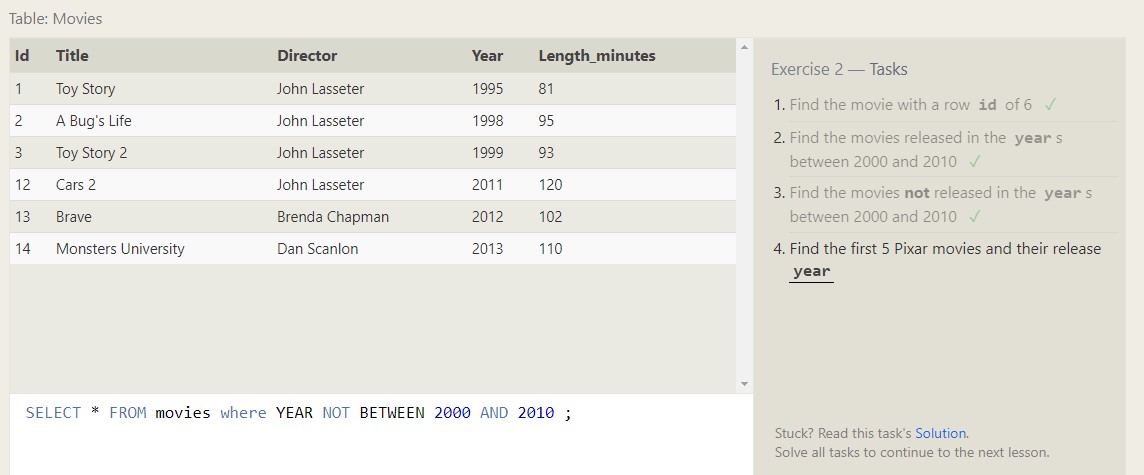 Table: Movies
Id Title Director Year Length_minutes
1 Toy Story John Lasseter 1995 81
2 A Bug's Life John Lasseter 1998 95
3 Toy Story 2 John Lasseter 1999 93
12 Cars 2 John Lasseter 2011 120
13 Brave Brenda Chapman 2012 102
14 Monsters University Dan Scanlon 2013 110
SELECT * FROM movies where YEAR NOT BETWEEN 2000 AND 2010 ;
Exercise 2 — Tasks
1. Find the movie with a row id of 6 ✓
2. Find the movies released in the year s
between 2000 and 2010 ✓
3. Find the movies not released in the year s
between 2000 and 2010 ✓
4. Find the first 5 Pixar movies and their release
year
Stuck? Read this task's Solution.
Solve all tasks to continue to the next lesson.